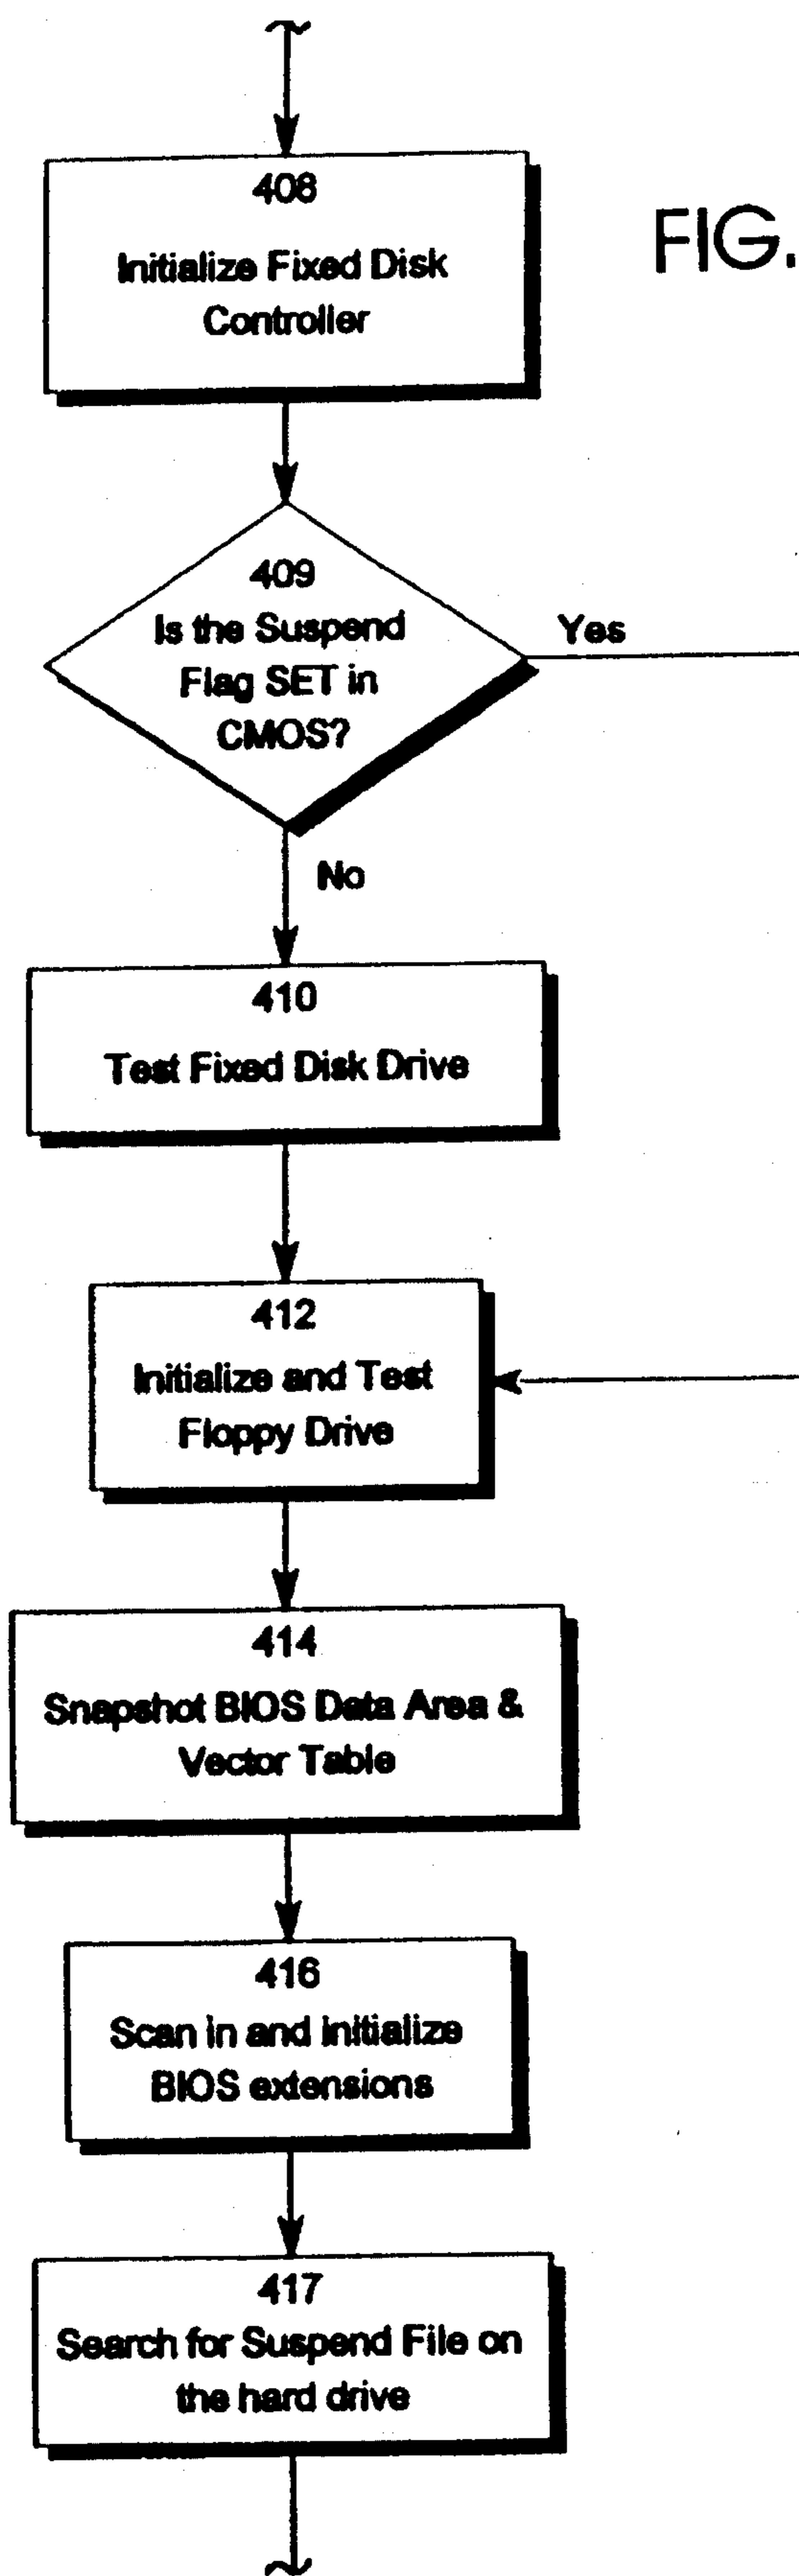 408
Initialize Fixed Disk
Controller
FIG.
409
Is the Suspend
Flag SET in
CMOS?
Yes
No
410
Test Fixed Disk Drive
412
Initialize and Test
Floppy Drive
414
Snapshot BIOS Data Area &
Vector Table
416
Scan in and initialize
BIOS extensions
417
Search for Suspend File on
the hard drive